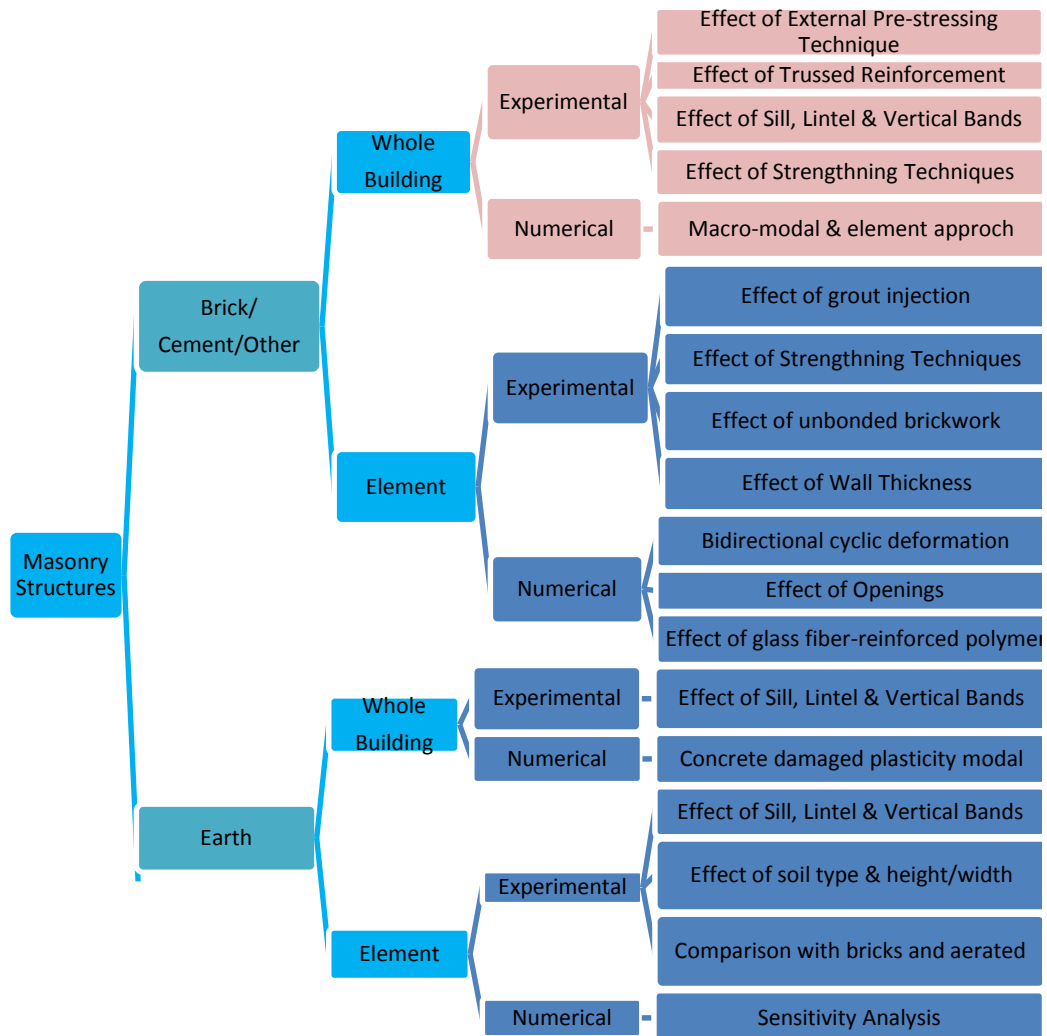 Masonry
Structures
Brick/
Cement/Other
Whole
Building
Experimental
Effect of External Pre-stressing
Technique
Effect of Trussed Reinforcement
Effect of Sill, Lintel & Vertical Bands
Effect of Strengthning Techniques
Numerical
Macro-modal & element approch
Element
Experimental
Effect of grout injection
Effect of Strengthning Techniques
Effect of unbonded brickwork
Effect of Wall Thickness
Numerical
Bidirectional cyclic deformation
Effect of Openings
Effect of glass fiber-reinforced polymer
Earth
Whole
Building
Experimental
Effect of Sill, Lintel & Vertical Bands
Numerical
Concrete damaged plasticity modal
Element
Experimental
Effect of Sill, Lintel & Vertical Bands
Effect of soil type & height/width
Comparison with bricks and aerated
Numerical
Sensitivity Analysis